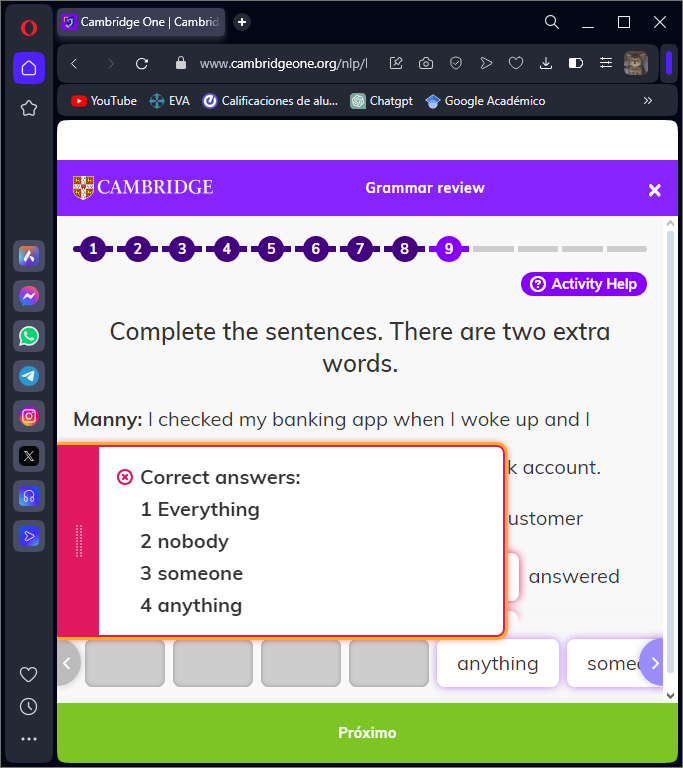 Cambridge One | Cambrid
www.cambridgeone.org/nlp/l
YouTube EVA Calificaciones de alu... Chatgpt Google Académico »
CAMBRIDGE Grammar review
1 2 3 4 5 6 7 8 9
? Activity Help
Complete the sentences. There are two extra
words.
Manny: I checked my banking app when I woke up and I
k account.
ustomer
answered
Correct answers:
1 Everything
2 nobody
3 someone
4 anything
anything
Próximo